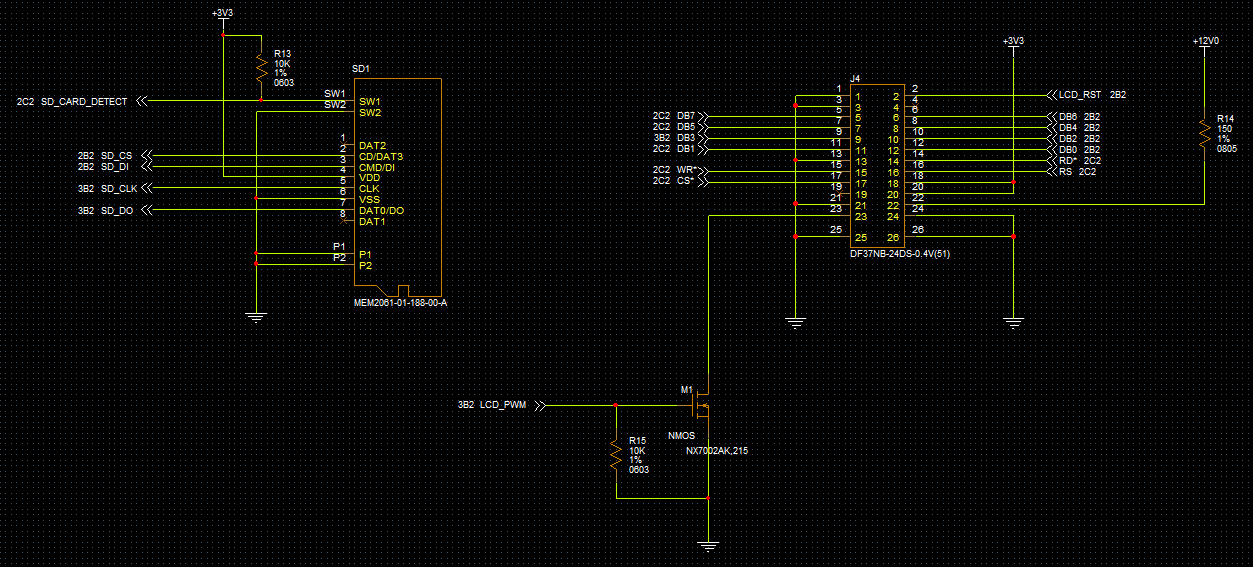 +3V3
R13
10K
1%
0603
SD1
2C2 SD_CARD_DETECT
SW1 SW1
SW2 SW2
1 DAT2
2B2 SD_CS 2 CD/DAT3
2B2 SD_DI 3 CMD/DI
4 VDD
3B2 SD_CLK 5 CLK
6 VSS
3B2 SD_DO 7 DAT0/DO
8 DAT1
P1 P1
P2 P2
MEM2061-01-188-00-A
+3V3
+12V0
J4
1 1 2 2 LCD_RST 2B2
3 3 4 4
2C2 DB7 5 5 6 6 DB6 2B2
2C2 DB5 7 7 8 8 DB4 2B2
3B2 DB3 9 9 10 10 DB2 2B2
2C2 DB1 11 11 12 12 DB0 2B2
13 13 14 14 RD* 2C2
2C2 WR* 15 15 16 16 RS 2C2
2C2 CS* 17 17 18 18
19 19 20 20
21 21 22 22
23 23 24 24
25 25 26 26
DF37NB-24DS-0.4V(51)
R14
150
1%
0805
3B2 LCD_PWM
M1
NMOS
NX7002AK,215
R15
10K
1%
0603